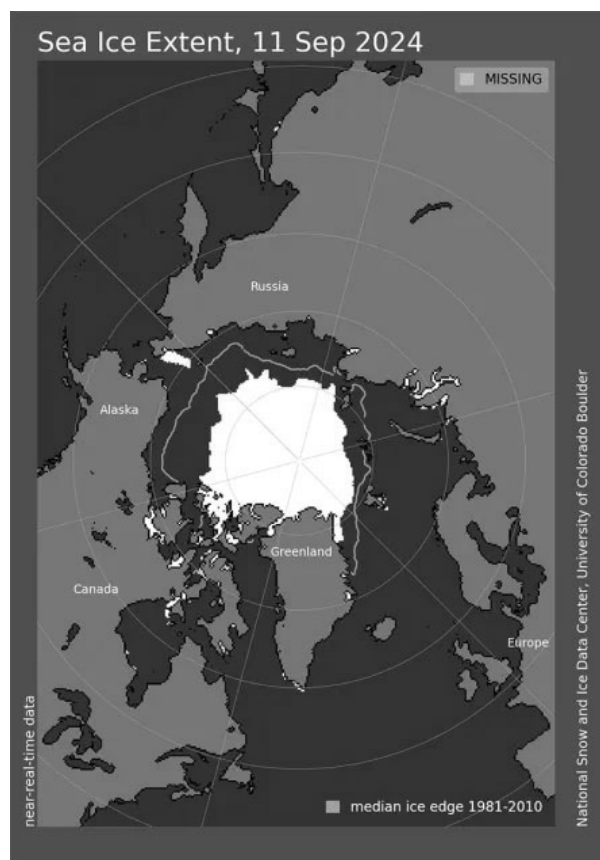 Sea Ice Extent, 11 Sep 2024
MISSING
Russia
Alaska
Greenland
Canada
Europe
median ice edge 1981-2010
near-real-time data
National Snow and Ice Data Center, University of Colorado Boulder